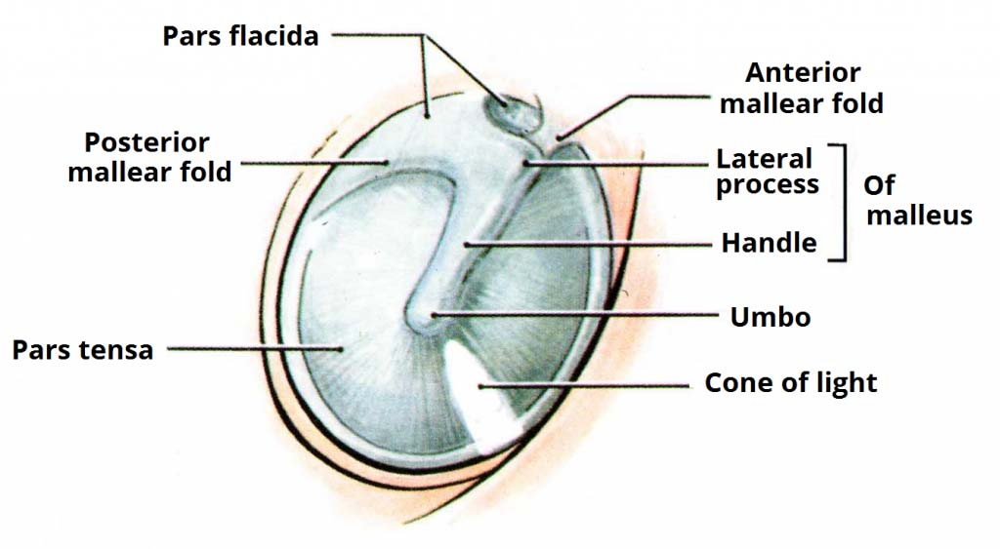 Pars flacida
Anterior
mallear fold
Posterior
mallear fold
Lateral
process
Of
malleus
Handle
Umbo
Pars tensa
Cone of light